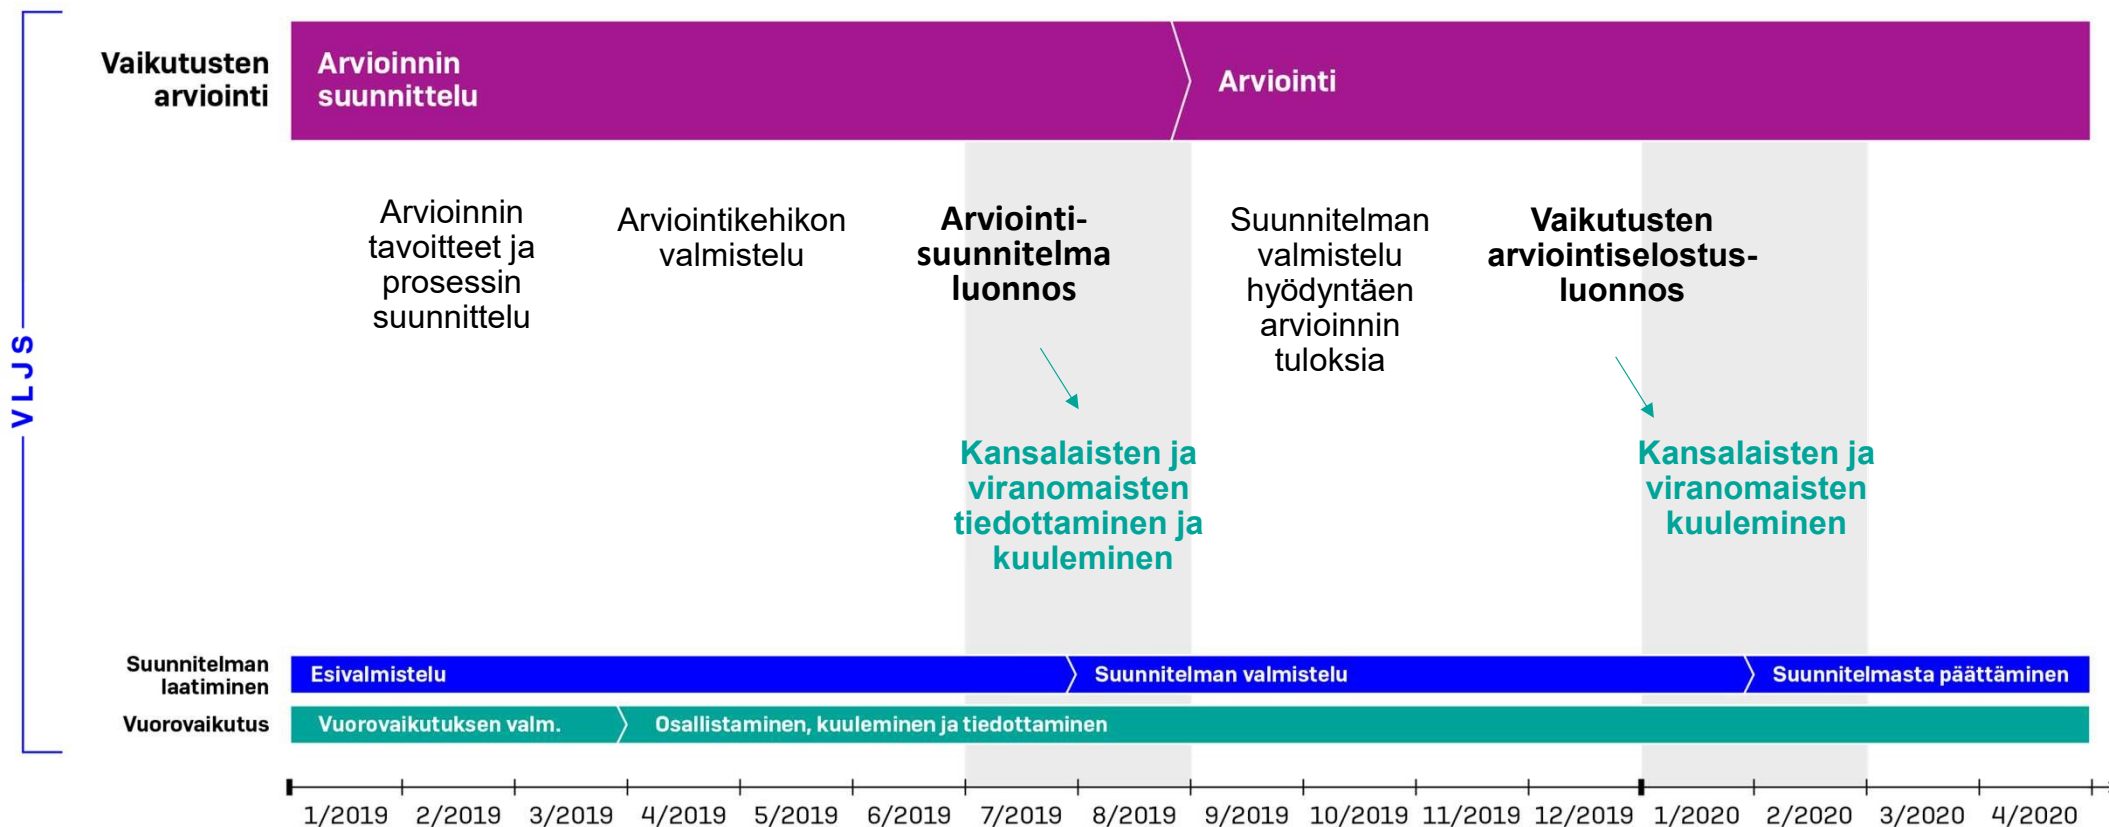 VLJS
Vaikutusten
arviointi
Arvioinnin
suunnittelu
Arviointi
Arvioinnin
tavoitteet ja
prosessin
suunnittelu
Arviointikehikon
valmistelu
Arviointi-
suunnitelma
luonnos
Suunnitelman
valmistelu
hyödyntäen
arvioinnin
tuloksia
Vaikutusten
arviointiselostus-
luonnos
Kansalaisten ja
viranomaisten
tiedottaminen ja
kuuleminen
Kansalaisten ja
viranomaisten
kuuleminen
Suunnitelman
laatiminen
Esivalmistelu
Suunnitelman valmistelu
Suunnitelmasta päättäminen
Vuorovaikutus
Vuorovaikutuksen valm.
Osallistaminen, kuuleminen ja tiedottaminen
1/2019 2/2019 3/2019 4/2019 5/2019 6/2019 7/2019 8/2019 9/2019 10/2019 11/2019 12/2019 1/2020 2/2020 3/2020 4/2020